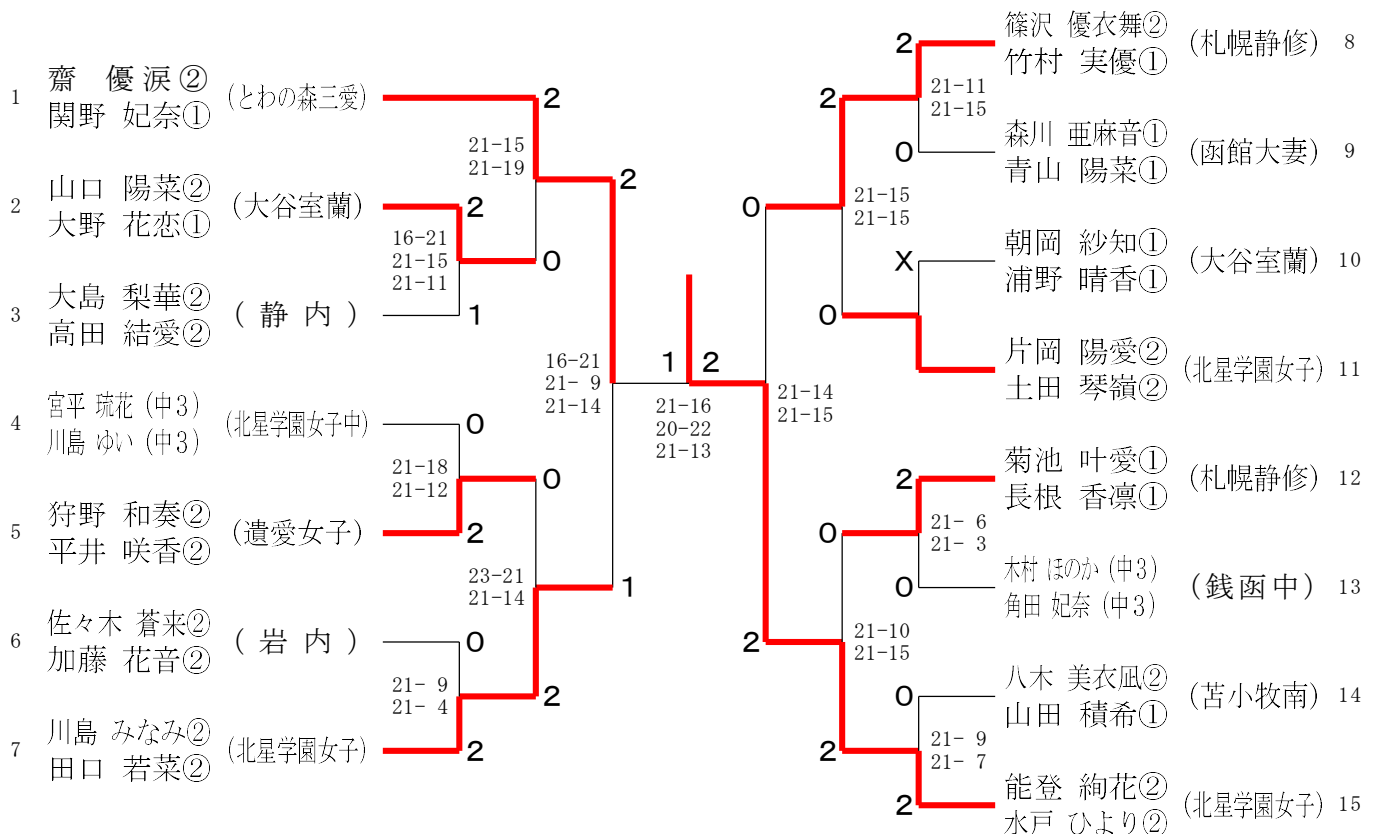 1
齋 優涙②
関野 妃奈①
(とわの森三愛)
2
山口 陽菜②
大野 花恋①
(大谷室蘭)
3
大島 梨華②
高田 結愛②
(静内)
4
宮平 琉花(中3)
川島 ゆい(中3)
(北星学園女子中)
5
狩野 和奏②
平井 咲香②
(遺愛女子)
6
佐々木 蒼来②
加藤 花音②
(岩内)
7
川島 みなみ②
田口 若菜②
(北星学園女子)
2
21-15
21-19
0
2
16-21
21-15
21-11
1
2
16-21
21- 9
21-14
1
0
21-18
21-12
2
0
23-21
21-14
2
0
21- 9
21- 4
2
1 2
21-16
20-22
21-13
0
21-14
21-15
2
2
21-15
21-15
0
2
21-11
21-15
0
X
0
21-10
21-15
2
2
21- 6
21- 3
0
0
21- 9
21- 7
2
篠沢 優衣舞②
竹村 実優①
(札幌静修)
8
森川 亜麻音①
青山 陽菜①
(函館大妻)
9
朝岡 紗知①
浦野 晴香①
(大谷室蘭)
10
片岡 陽愛②
土田 琴嶺②
(北星学園女子)
11
菊池 叶愛①
長根 香凛①
(札幌静修)
12
木村 ほのか(中3)
角田 妃奈(中3)
(銭函中)
13
八木 美衣凪②
山田 積希①
(苫小牧南)
14
能登 絢花②
水戸 ひより②
(北星学園女子)
15